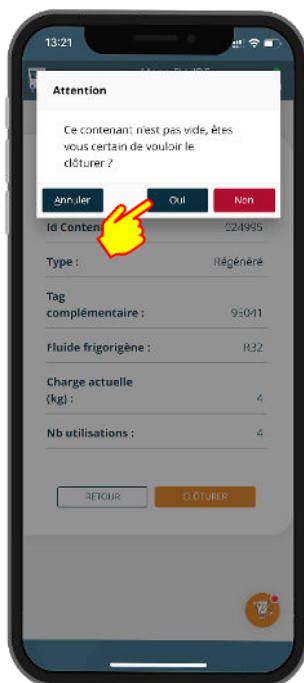 13:21
Attention
Ce contenant n'est pas vide, êtes
vous certain de vouloir le
clôturer ?
Annuler Oui Non
Id Conten 024995
Type : Régénéré
Tag
complémentaire : 95041
Fluide frigorigène : R32
Charge actuelle
(kg) : 4
Nb utilisations : 4
RETOUR CLÔTURER